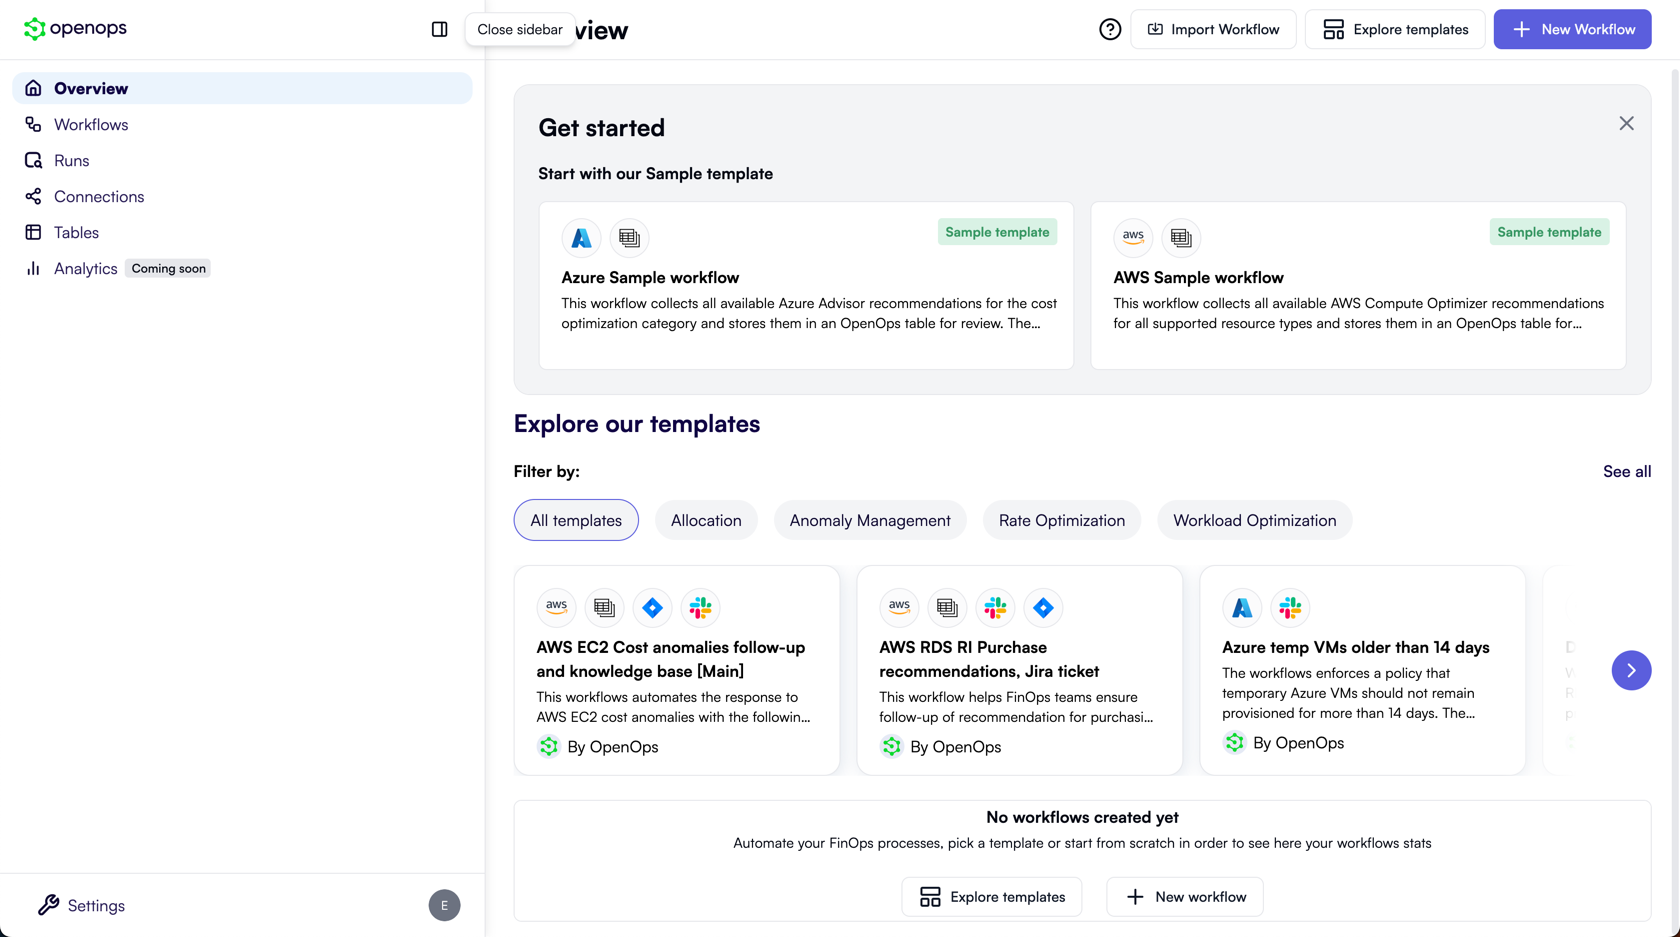 openops
Close sidebar
view
Import Workflow
Explore templates
New Workflow
Overview
Workflows
Runs
Connections
Tables
Analytics Coming soon
Settings
E
Get started
Start with our Sample template
Sample template
Azure Sample workflow
This workflow collects all available Azure Advisor recommendations for the cost
optimization category and stores them in an OpenOps table for review. The...
aws
Sample template
AWS Sample workflow
This workflow collects all available AWS Compute Optimizer recommendations
for all supported resource types and stores them in an OpenOps table for...
Explore our templates
Filter by:
See all
All templates
Allocation
Anomaly Management
Rate Optimization
Workload Optimization
aws
AWS EC2 Cost anomalies follow-up
and knowledge base [Main]
This workflows automates the response to
AWS EC2 cost anomalies with the followin...
By OpenOps
aws
AWS RDS RI Purchase
recommendations, Jira ticket
This workflow helps FinOps teams ensure
follow-up of recommendation for purchasi...
By OpenOps
Azure temp VMs older than 14 days
The workflows enforces a policy that
temporary Azure VMs should not remain
provisioned for more than 14 days. The...
By OpenOps
No workflows created yet
Automate your FinOps processes, pick a template or start from scratch in order to see here your workflows stats
Explore templates
New workflow